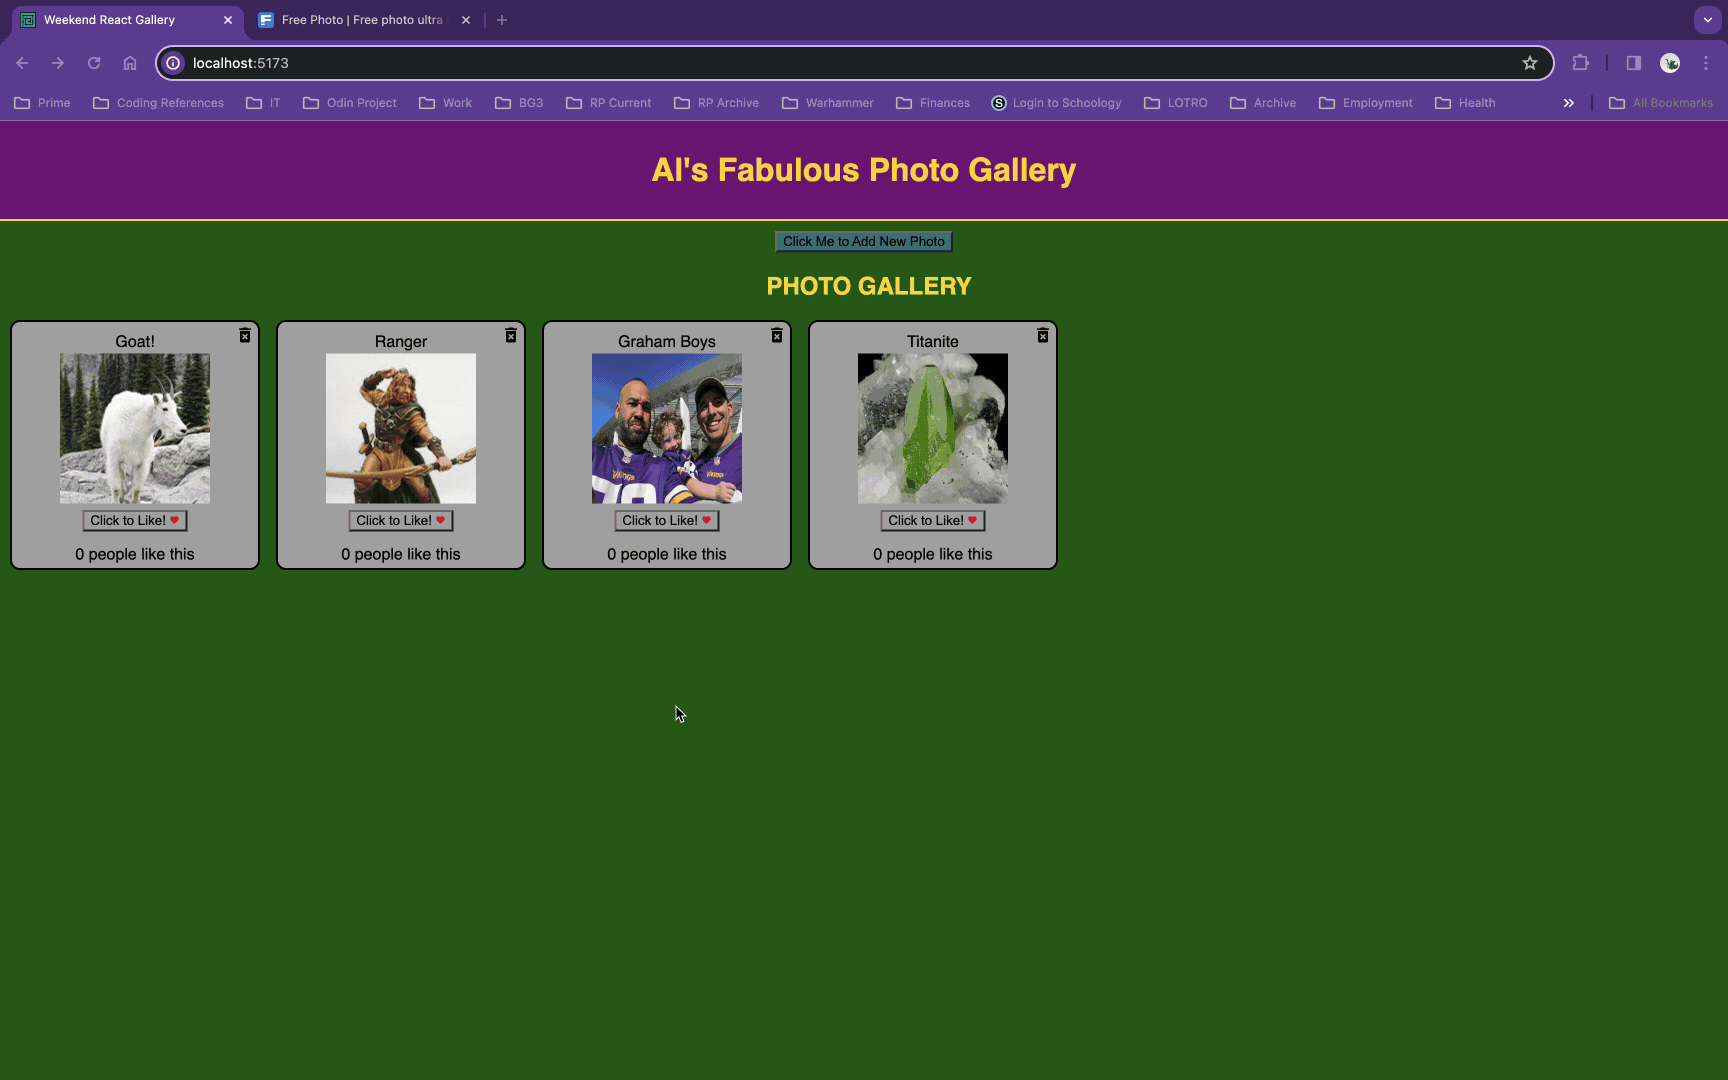 Weekend React Gallery
Free Photo | Free photo ultra
localhost:5173
Prime Coding References IT Odin Project Work BG3 RP Current RP Archive Warhammer Finances S Login to Schoology LOTRO Archive Employment Health » All Bookmarks
Al's Fabulous Photo Gallery
Click Me to Add New Photo
PHOTO GALLERY
Goat! Ranger Graham Boys Titanite
Vikings Vikings
Click to Like! Click to Like! Click to Like! Click to Like!
0 people like this 0 people like this 0 people like this 0 people like this